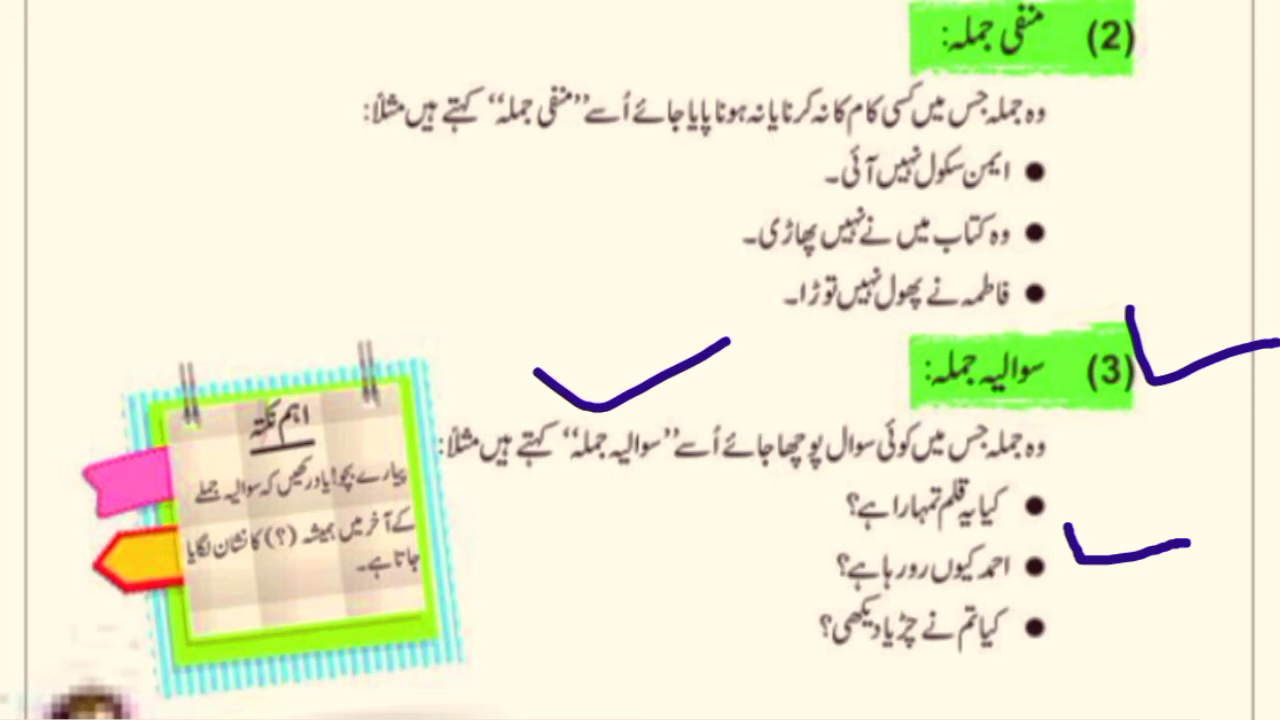 (2) منفی جملہ:
وہ جملہ جس میں کسی کام کا نہ کرنا یا نہ ہونا پایا جائے اُسے ”منفی جملہ“ کہتے ہیں مثلاً:
● ایمن سکول نہیں آئی۔
● وہ کتاب میں نے نہیں پھاڑی۔
● فاطمہ نے پھول نہیں توڑا۔
(3) سوالیہ جملہ:
وہ جملہ جس میں کوئی سوال پوچھا جائے اُسے ”سوالیہ جملہ“ کہتے ہیں مثلاً:
● کیا یہ قلم تمہارا ہے؟
● احمد کیوں رو رہا ہے؟
● کیا تم نے چڑیا دیکھی؟
اہم نکتہ
پیارے بچو! یاد رکھیں کہ سوالیہ جملے
کے آخر میں ہمیشہ (؟) کا نشان لگایا
جاتا ہے۔